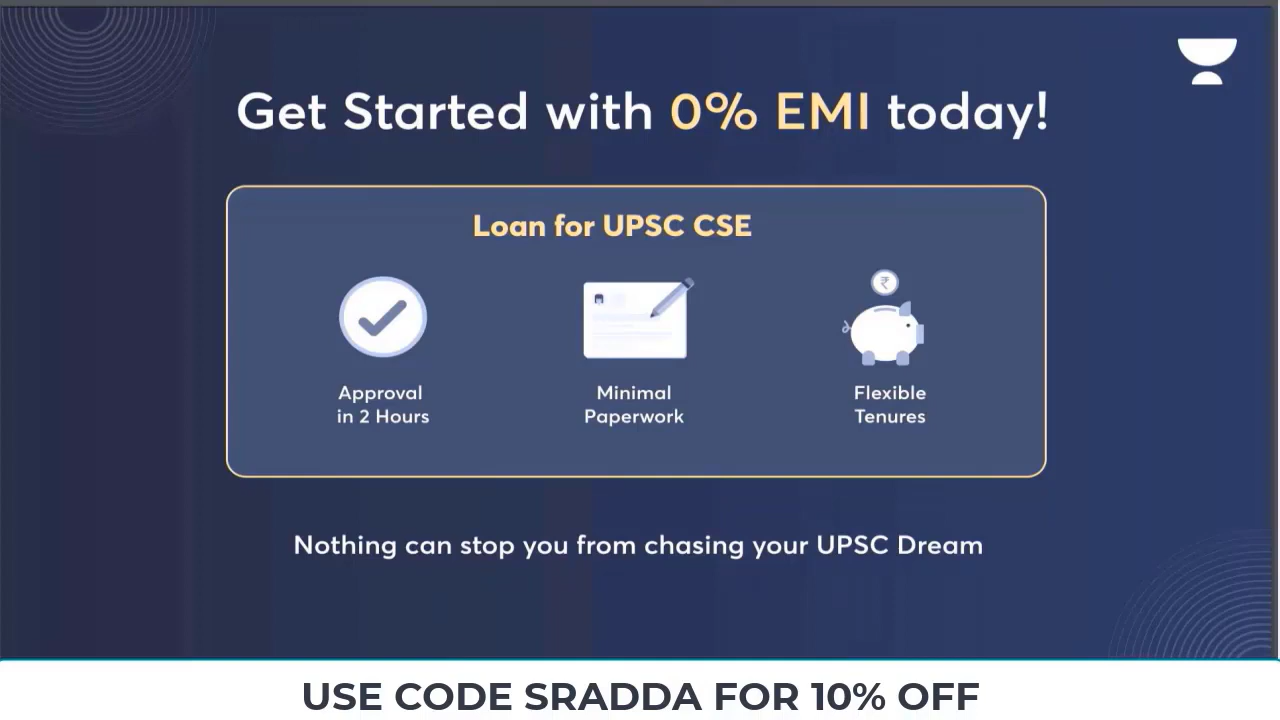 Get Started with 0% EMI today!
Loan for UPSC CSE
Approval
in 2 Hours
Minimal
Paperwork
₹
Flexible
Tenures
Nothing can stop you from chasing your UPSC Dream
USE CODE SRADDA FOR 10% OFF